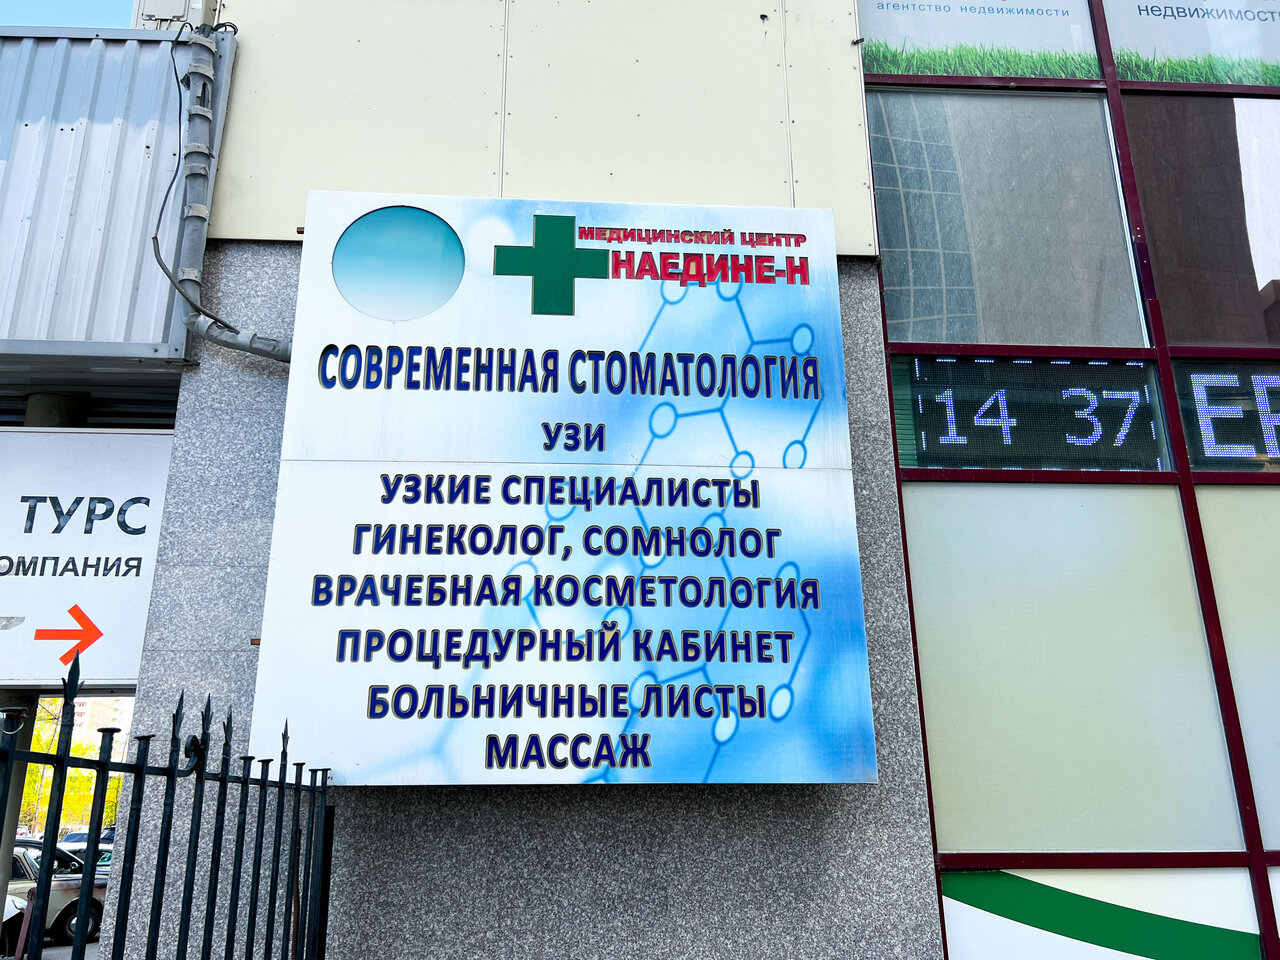 агентство недвижимости
недвижимость
МЕДИЦИНСКИЙ ЦЕНТР
НАЕДИНЕ-Н
СОВРЕМЕННАЯ СТОМАТОЛОГИЯ
УЗИ
УЗКИЕ СПЕЦИАЛИСТЫ
ГИНЕКОЛОГ, СОМНОЛОГ
ВРАЧЕБНАЯ КОСМЕТОЛОГИЯ
ПРОЦЕДУРНЫЙ КАБИНЕТ
БОЛЬНИЧНЫЕ ЛИСТЫ
МАССАЖ
14 37
ТУРС
ОМПАНИЯ